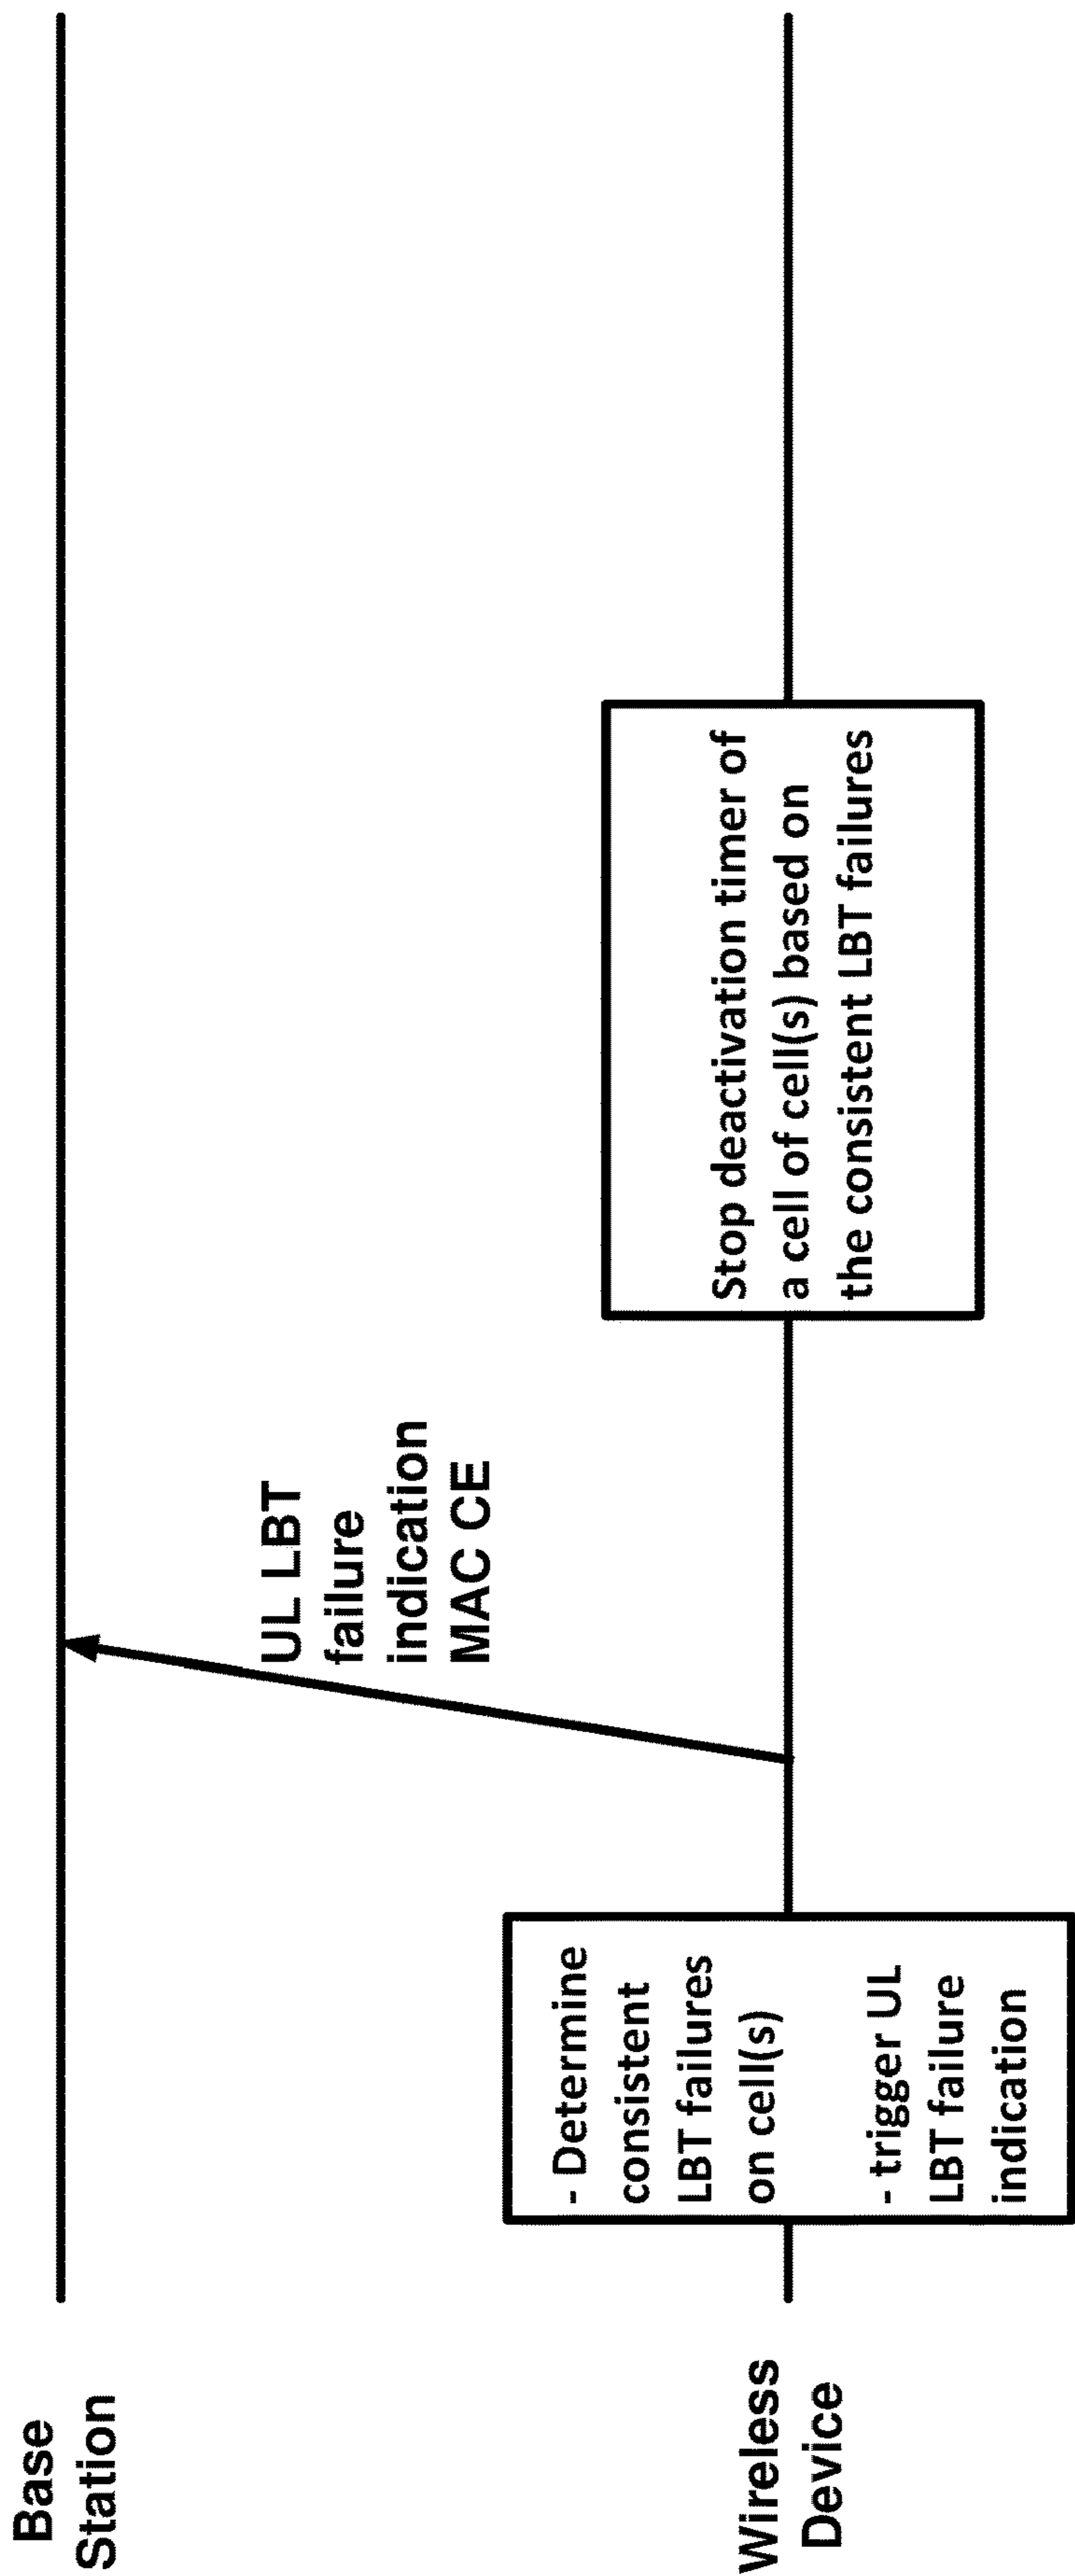 Base
Station
UL LBT
failure
indication
MAC CE
Wireless
Device
- Determine
consistent
LBT failures
on cell(s)
- trigger UL
LBT failure
indication
Stop deactivation timer of
a cell of cell(s) based on
the consistent LBT failures